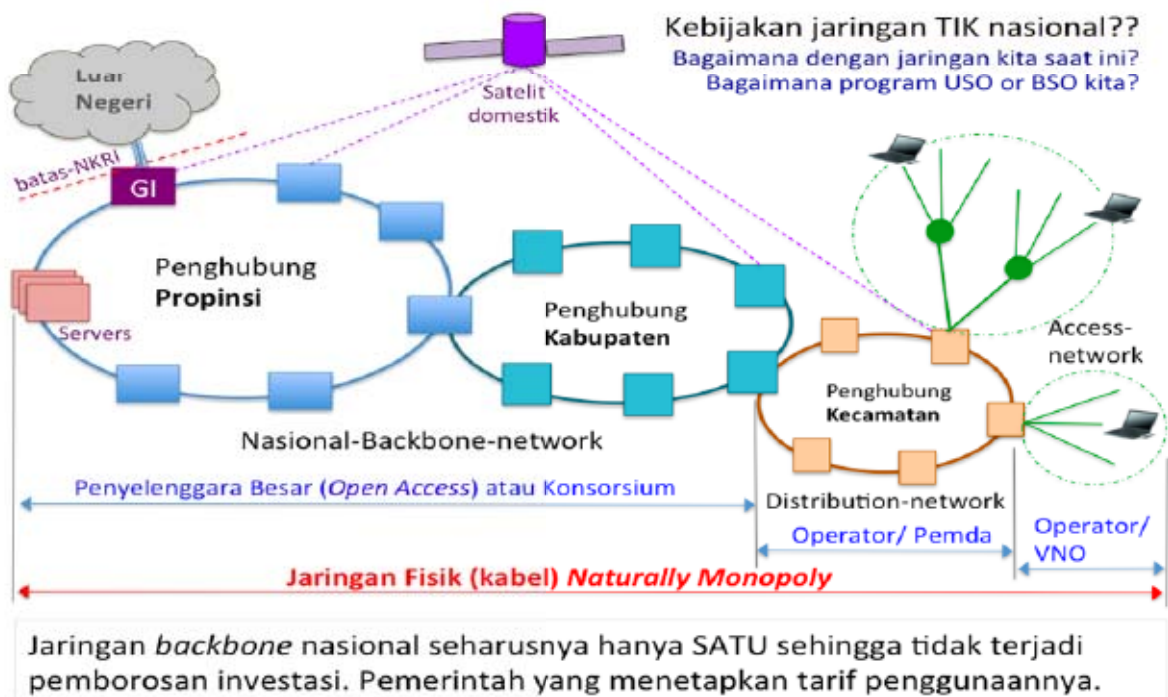 Kebijakan jaringan TIK nasional??
Bagaimana dengan jaringan kita saat ini?
Bagaimana program USO or BSO kita?
Luar
Negeri
Satelit
domestik
batas-NKRI
GI
Penghubung
Propinsi
Servers
Penghubung
Kabupaten
Penghubung
Kecamatan
Access-
network
Nasional-Backbone-network
Distribution-network
Penyelenggara Besar (Open Access) atau Konsorsium
Operator/ Pemda
Operator/
VNO
Jaringan Fisik (kabel) Naturally Monopoly
Jaringan backbone nasional seharusnya hanya SATU sehingga tidak terjadi
pemborosan investasi. Pemerintah yang menetapkan tarif penggunaannya.